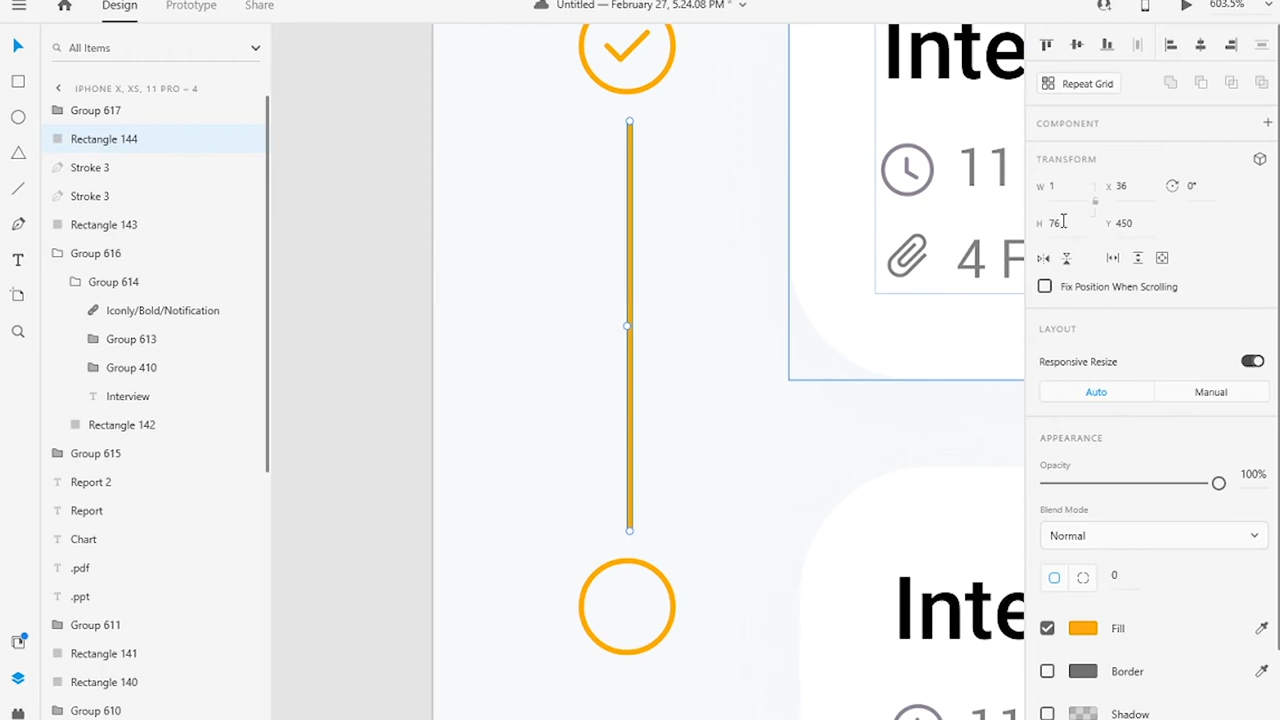 Design
Prototype
Share
Untitled — February 27, 5.24.08 PM *
603.5%
All Items
IPHONE X, XS, 11 PRO – 4
Group 617
Rectangle 144
Stroke 3
Stroke 3
Rectangle 143
Group 616
Group 614
Iconly/Bold/Notification
Group 613
Group 410
Interview
Rectangle 142
Group 615
Report 2
Report
Chart
.pdf
.ppt
Group 611
Rectangle 141
Rectangle 140
Group 610
Inte
11
4 F
Inte
11
Repeat Grid
COMPONENT
TRANSFORM
W 1
X 36
0°
H 76
Y 450
Fix Position When Scrolling
LAYOUT
Responsive Resize
Auto
Manual
APPEARANCE
Opacity
100%
Blend Mode
Normal
0
Fill
Border
Shadow